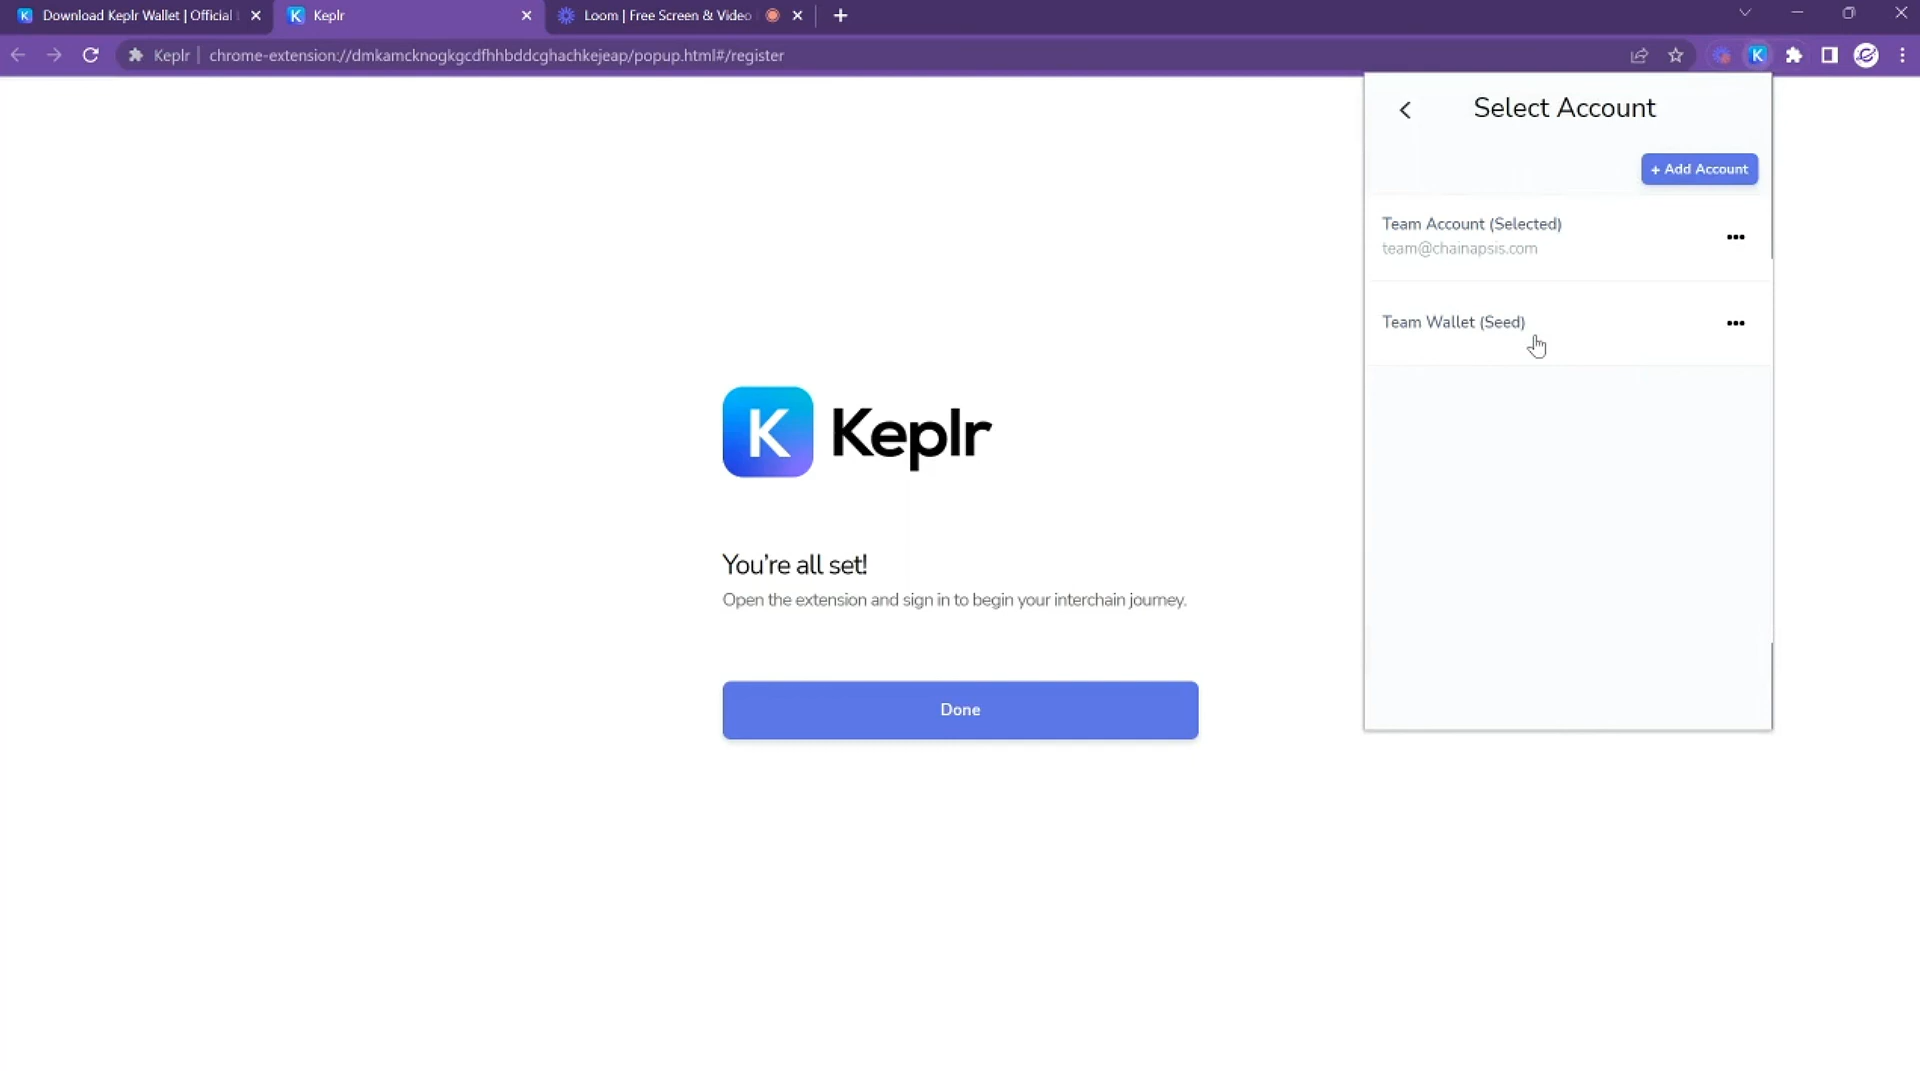 Download Keplr Wallet | Official
Keplr
Loom | Free Screen & Video
Keplr
chrome-extension://dmkamcknogkgcdfhhbddcghachkejeap/popup.html#/register
K
Select Account
+ Add Account
Team Account (Selected)
team@chainapsis.com
Team Wallet (Seed)
K Keplr
You're all set!
Open the extension and sign in to begin your interchain journey.
Done